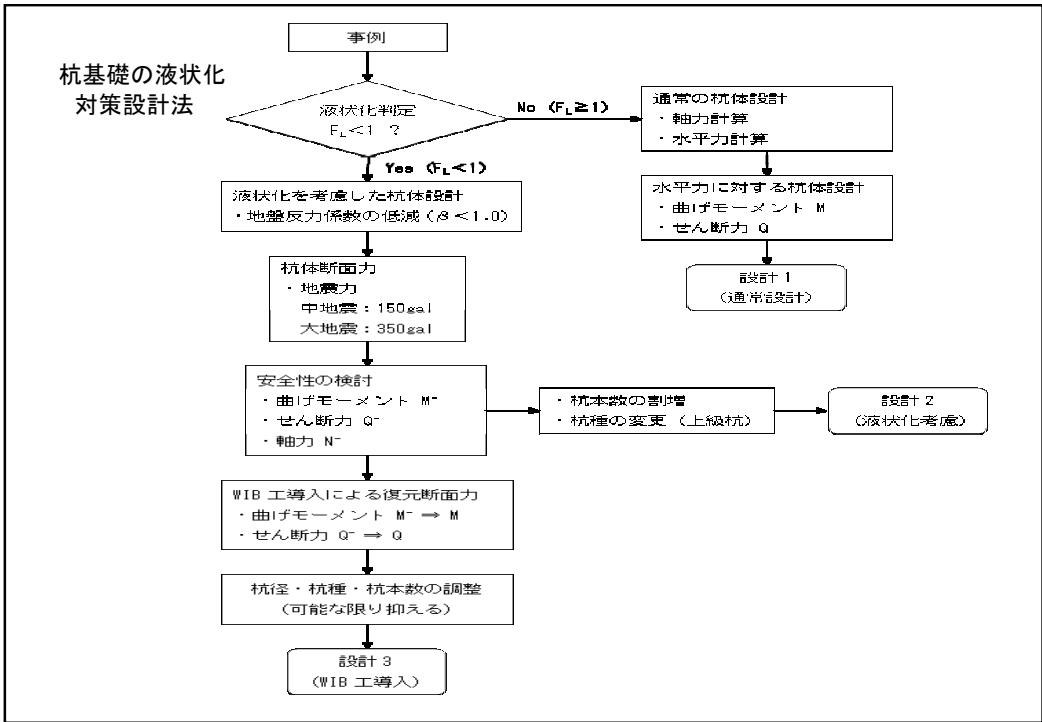 杭基礎の液状化
対策設計法
事例
液状化判定
FL<1 ?
No (FL≧1)
Yes (FL<1)
通常の杭体設計
・軸力計算
・水平力計算
水平力に対する杭体設計
・曲げモーメント M
・せん断力 Q
設計1
(通常設計)
液状化を考慮した杭体設計
・地盤反力係数の低減(β<1.0)
杭体断面力
・地震力
中地震:150gal
大地震:350gal
安全性の検討
・曲げモーメント M⁻
・せん断力 Q⁻
・軸力 N⁻
・杭本数の割増
・杭種の変更 (上級杭)
設計2
(液状化考慮)
WIB 工導入による復元断面力
・曲げモーメント M⁻ ⇒ M
・せん断力 Q⁻ ⇒ Q
杭径・杭種・杭本数の調整
(可能な限り抑える)
設計3
(WIB 工導入)